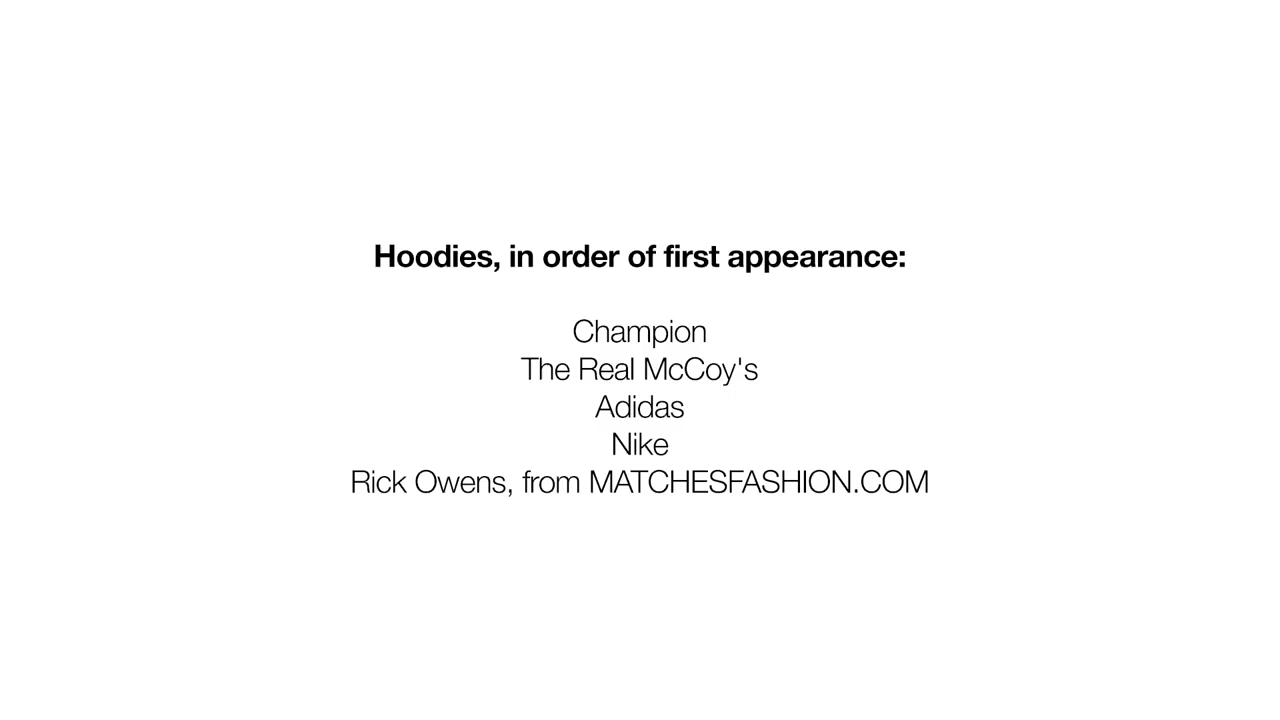 Hoodies, in order of first appearance:
Champion
The Real McCoy's
Adidas
Nike
Rick Owens, from MATCHESFASHION.COM